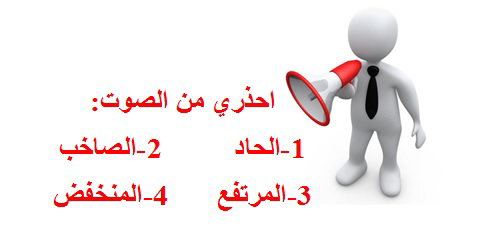 احذري من الصوت:
1-الحاد 2-الصاخب
3-المرتفع 4-المنخفض